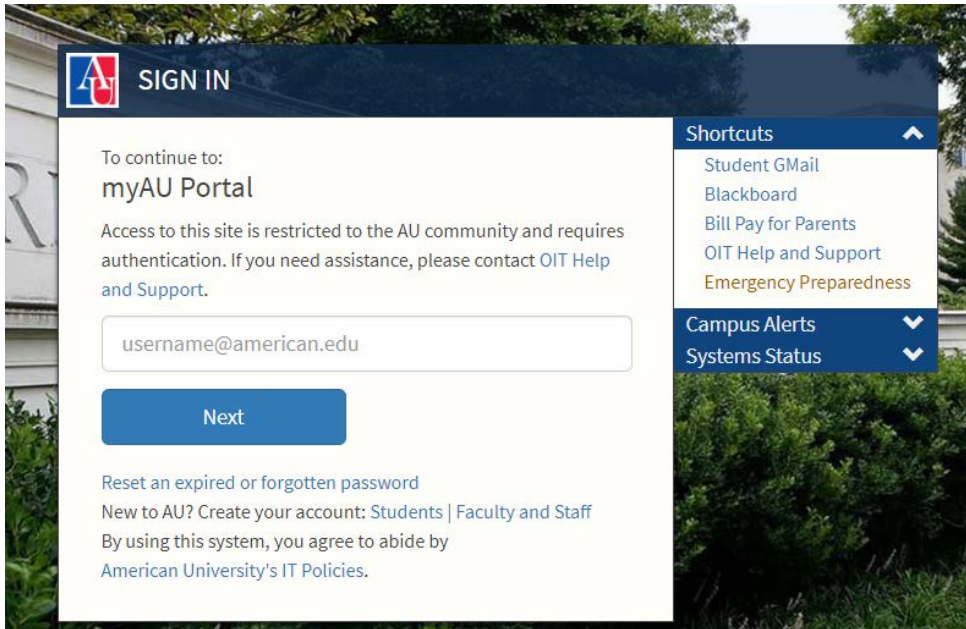 AU
SIGN IN
To continue to:
myAU Portal
Access to this site is restricted to the AU community and requires
authentication. If you need assistance, please contact OIT Help
and Support.
username@american.edu
Next
Reset an expired or forgotten password
New to AU? Create your account: Students | Faculty and Staff
By using this system, you agree to abide by
American University's IT Policies.
Shortcuts
Student GMail
Blackboard
Bill Pay for Parents
OIT Help and Support
Emergency Preparedness
Campus Alerts
Systems Status